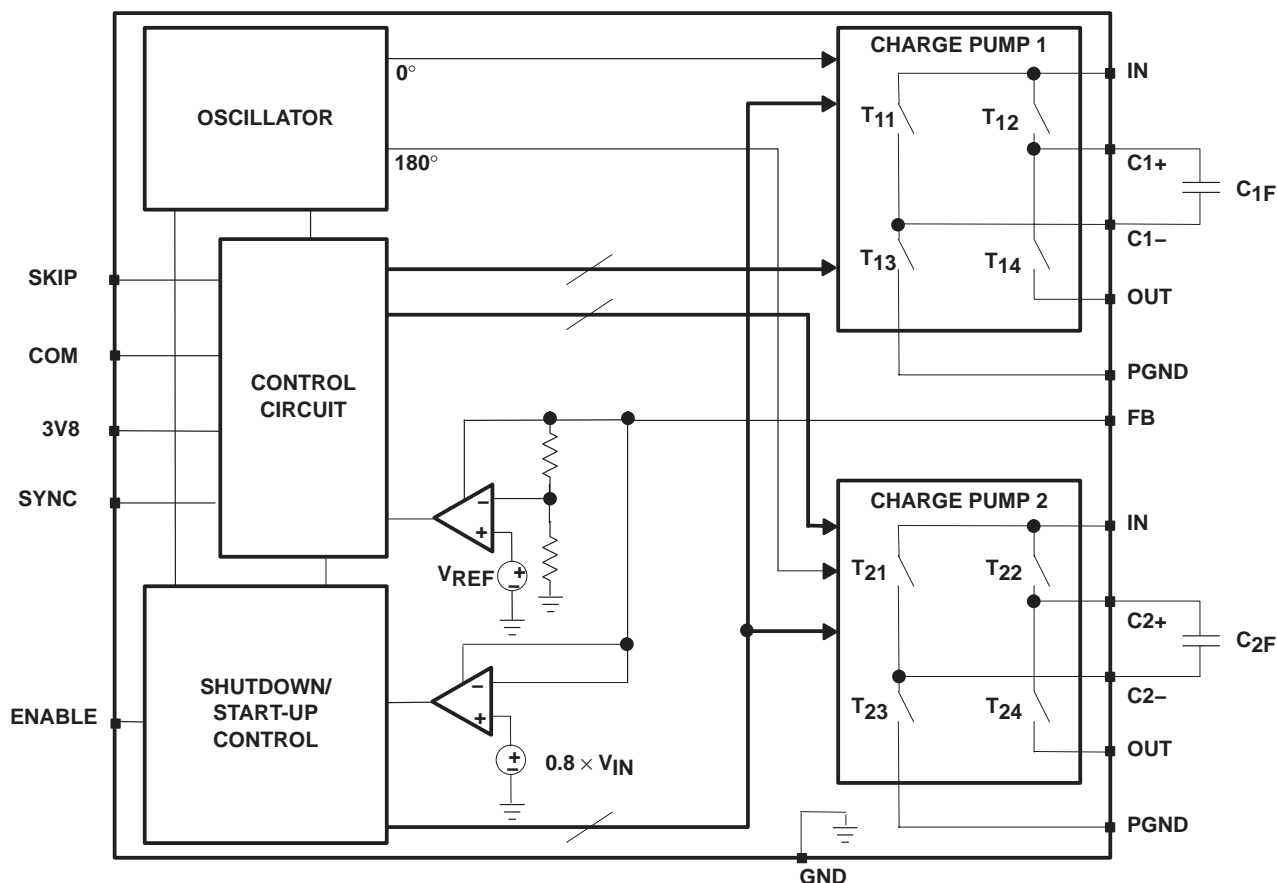 OSCILLATOR
0°
180°
CHARGE PUMP 1
T11
T12
T13
T14
IN
C1+
C1F
C1−
OUT
PGND
FB
SKIP
COM
3V8
SYNC
CONTROL
CIRCUIT
−
+
VREF
+
−
CHARGE PUMP 2
T21
T22
T23
T24
IN
C2+
C2F
C2−
OUT
PGND
ENABLE
SHUTDOWN/
START-UP
CONTROL
−
+
+
−
0.8 × VIN
GND